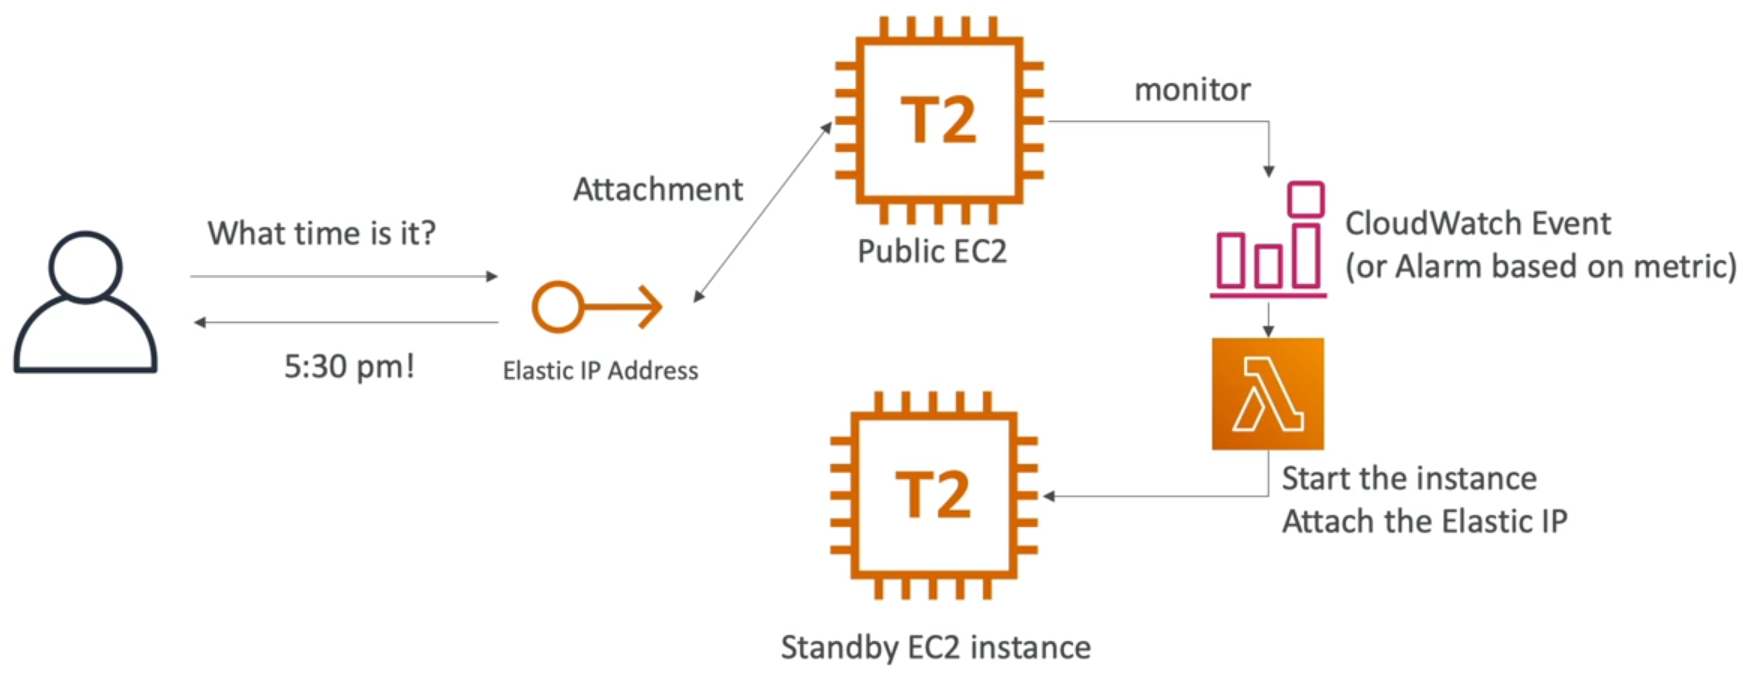 T2
monitor
Attachment
What time is it?
Public EC2
CloudWatch Event
(or Alarm based on metric)
5:30 pm!
Elastic IP Address
T2
Start the instance
Attach the Elastic IP
Standby EC2 instance